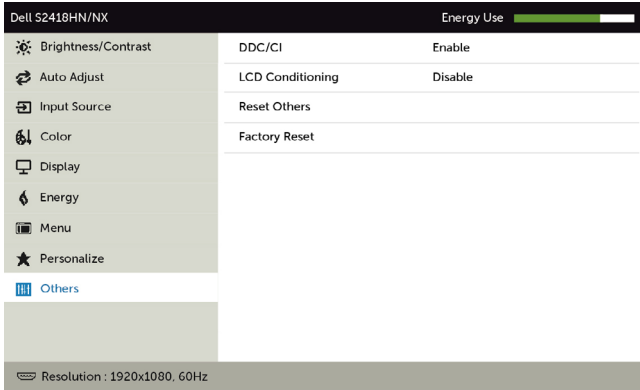 Dell S2418HN/NX Energy Use
Brightness/Contrast
Auto Adjust
Input Source
Color
Display
Energy
Menu
Personalize
Others
DDC/CI Enable
LCD Conditioning Disable
Reset Others
Factory Reset
Resolution : 1920x1080, 60Hz